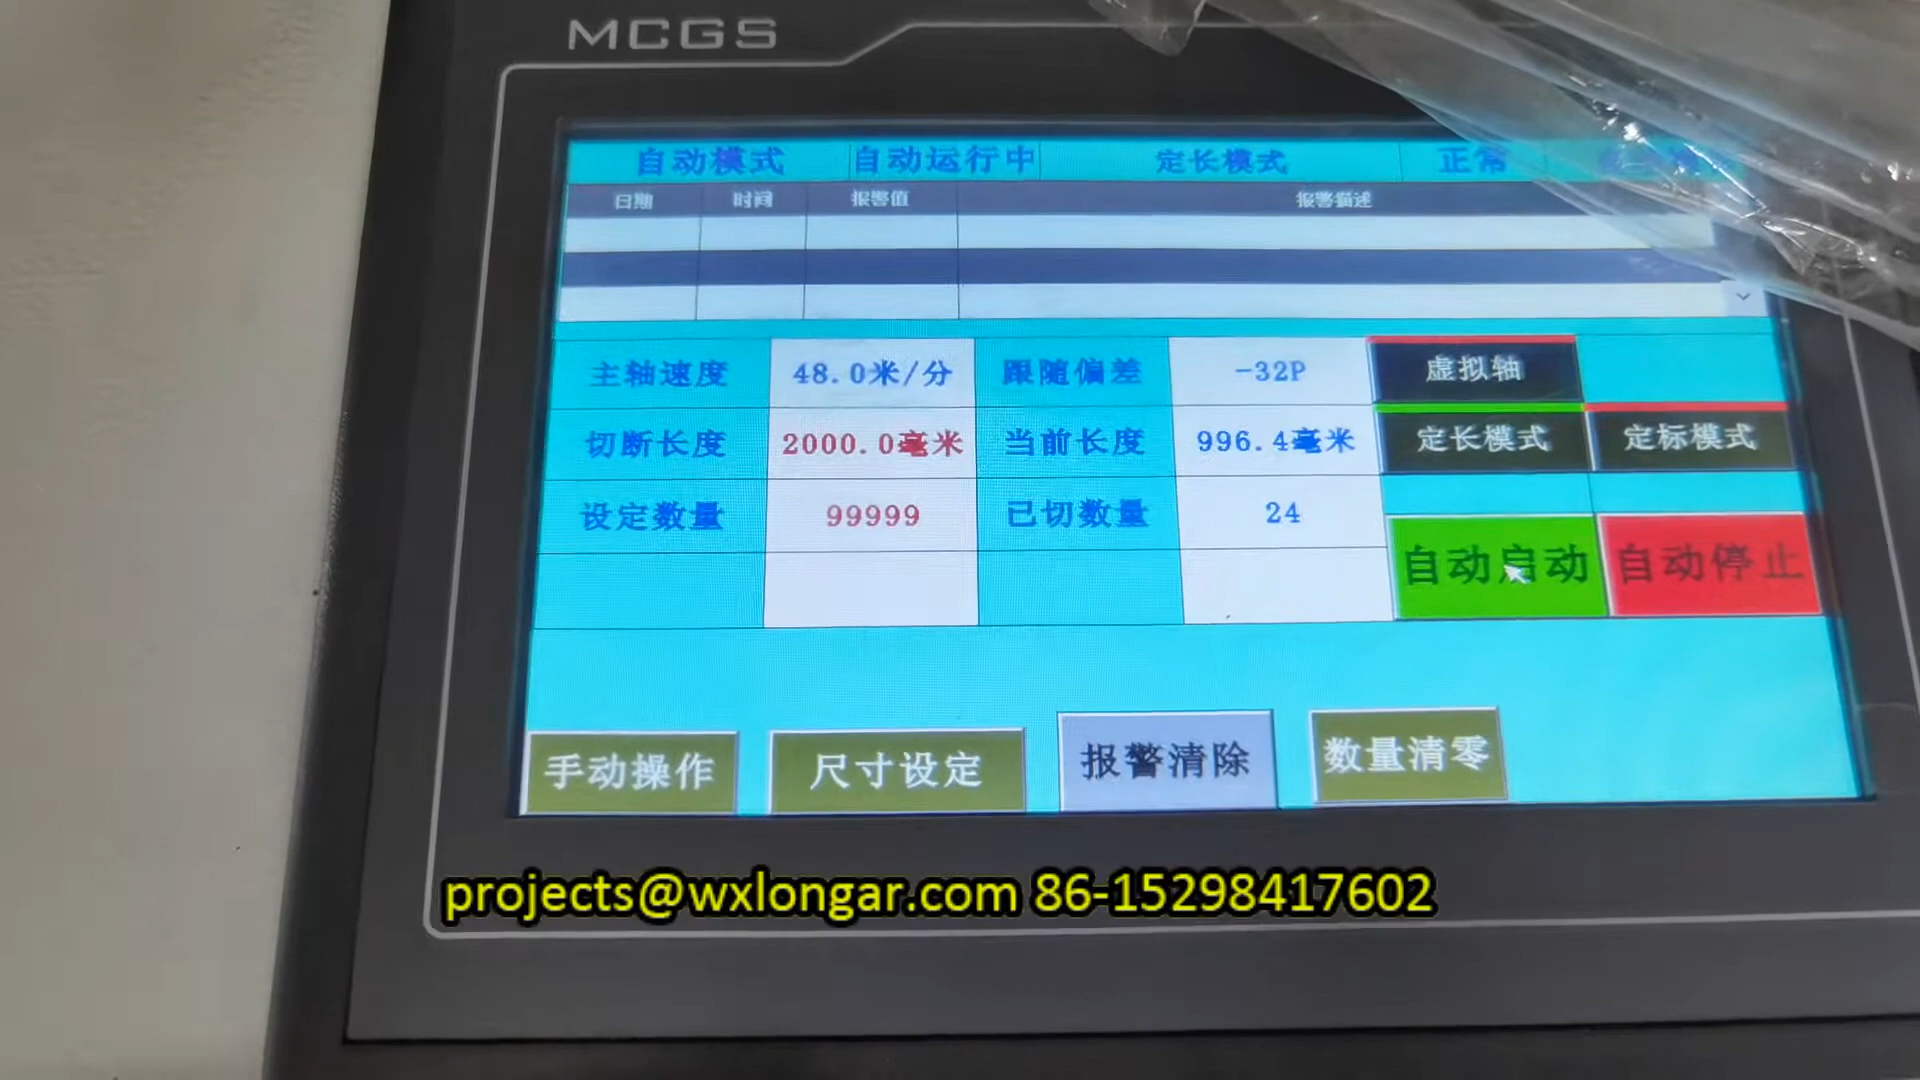 MCGS
自动模式 自动运行中 定长模式 正常
日期 时间 报警值 报警描述
主轴速度 48.0米/分 跟随偏差 -32P 虚拟轴
切断长度 2000.0毫米 当前长度 996.4毫米 定长模式 定标模式
设定数量 99999 已切数量 24
自动启动 自动停止
手动操作 尺寸设定 报警清除 数量清零
projects@wxlongar.com 86-15298417602